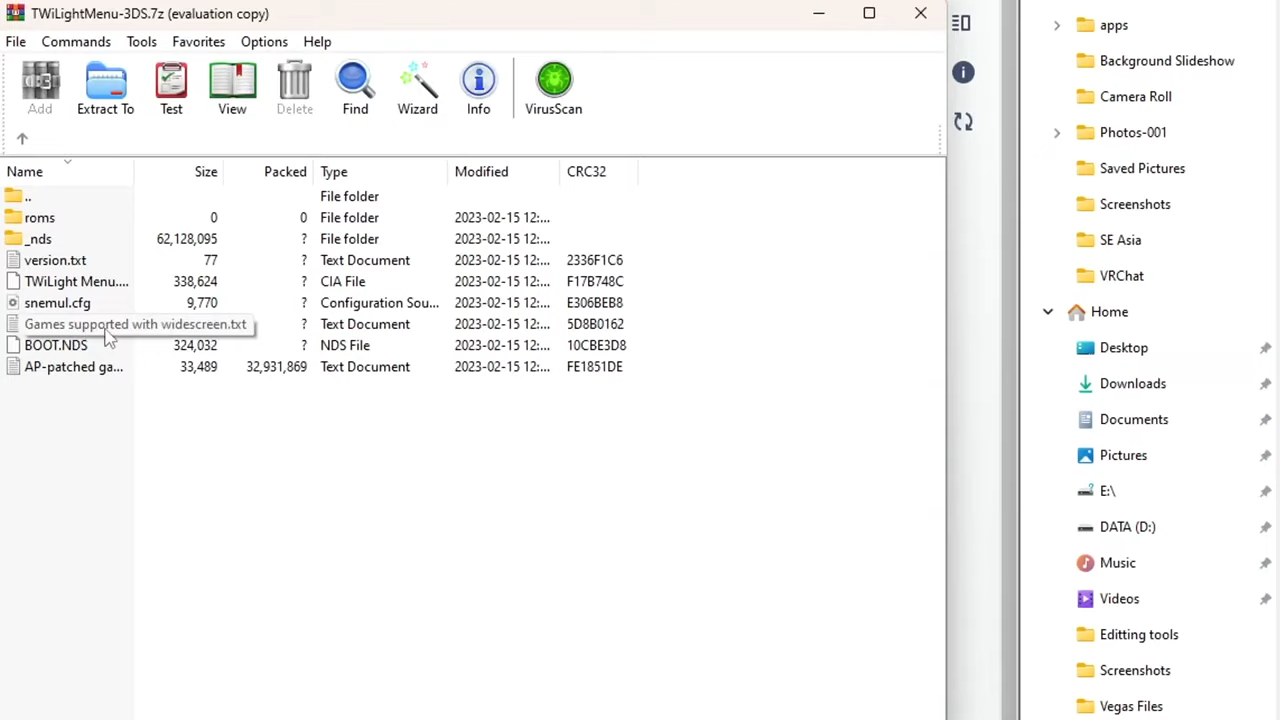 TWiLightMenu-3DS.7z (evaluation copy)
File Commands Tools Favorites Options Help
Add Extract To Test View Delete Find Wizard Info VirusScan
Name Size Packed Type Modified CRC32
.. File folder
roms 0 0 File folder 2023-02-15 12:...
_nds 62,128,095 ? File folder 2023-02-15 12:...
version.txt 77 ? Text Document 2023-02-15 12:... 2336F1C6
TWiLight Menu.... 338,624 ? CIA File 2023-02-15 12:... F17B748C
snemul.cfg 9,770 ? Configuration Sou... 2023-02-15 12:... E306BEB8
Games supported with widescreen.txt ? Text Document 2023-02-15 12:... 5D8B0162
BOOT.NDS 324,032 ? NDS File 2023-02-15 12:... 10CBE3D8
AP-patched ga... 33,489 32,931,869 Text Document 2023-02-15 12:... FE1851DE
apps
Background Slideshow
Camera Roll
Photos-001
Saved Pictures
Screenshots
SE Asia
VRChat
Home
Desktop
Downloads
Documents
Pictures
E:\
DATA (D:)
Music
Videos
Editting tools
Screenshots
Vegas Files